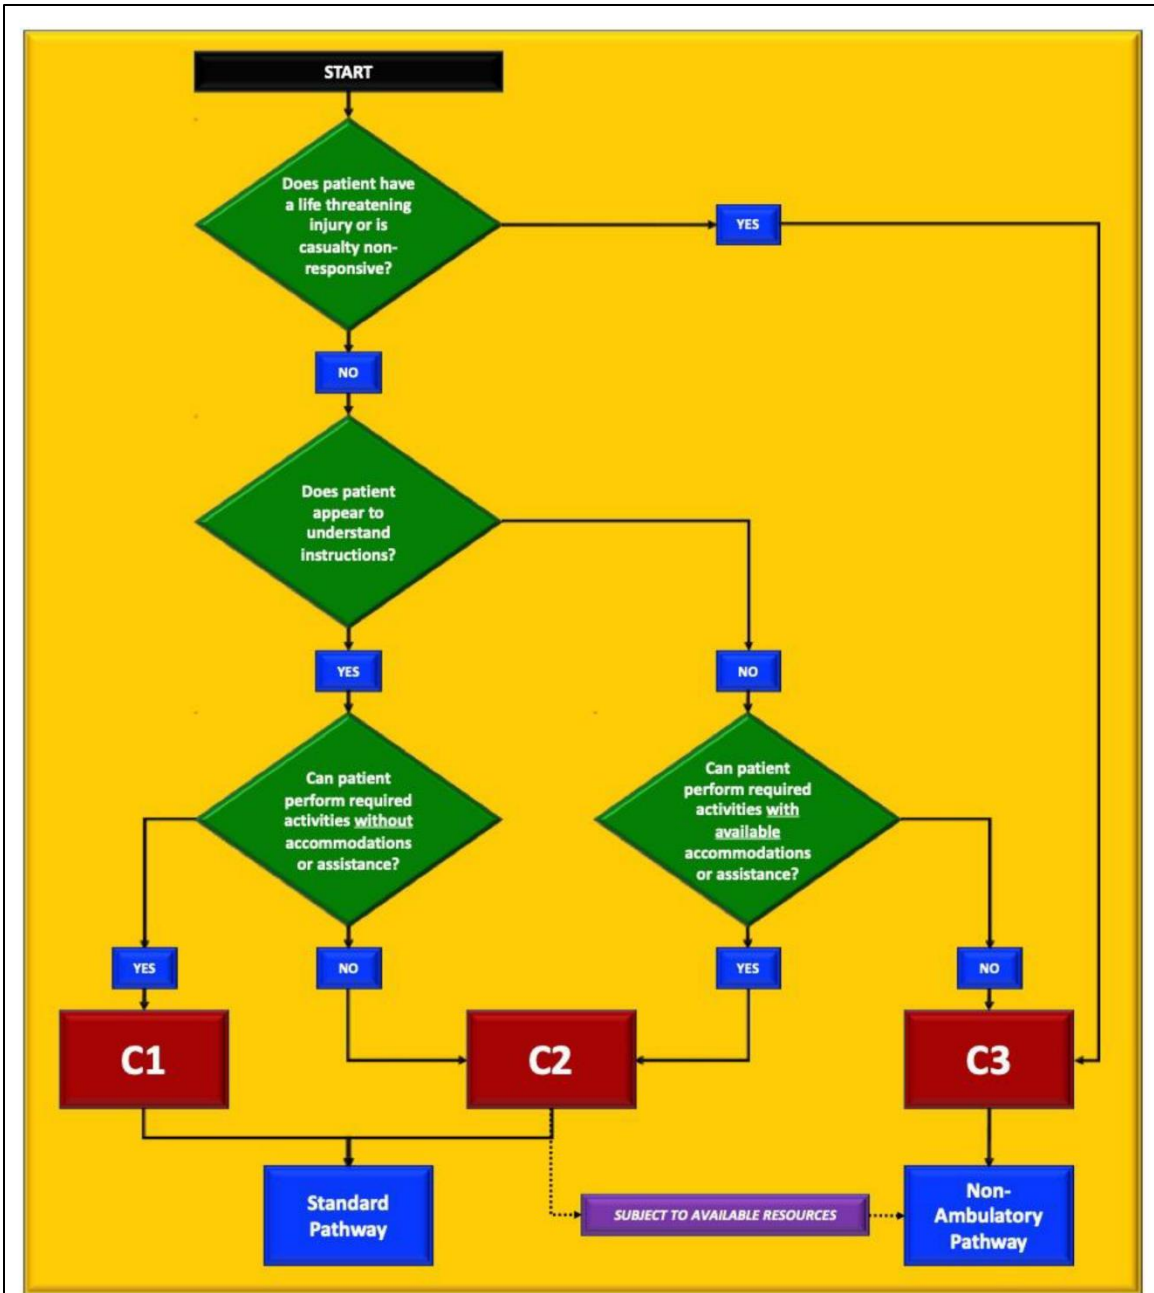 START
Does patient have
a life threatening
injury or is
casualty non-
responsive?
YES
NO
Does patient
appear to
understand
instructions?
YES
NO
Can patient
perform required
activities without
accommodations
or assistance?
Can patient
perform required
activities with
available
accommodations
or assistance?
YES
NO
YES
NO
C1
C2
C3
Standard
Pathway
SUBJECT TO AVAILABLE RESOURCES
Non-
Ambulatory
Pathway